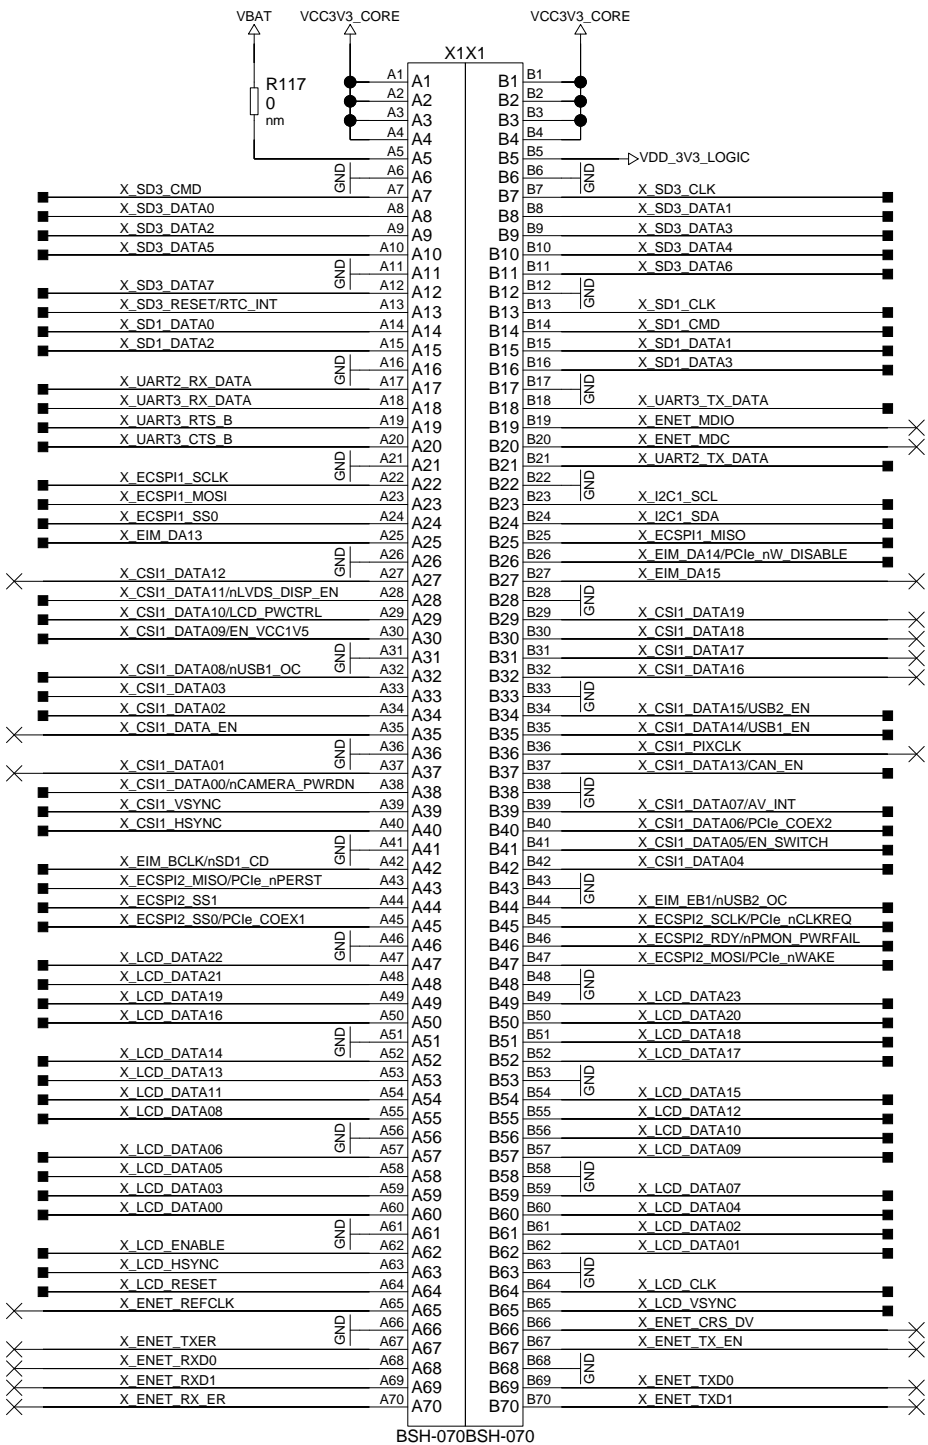 VBAT VCC3V3_CORE VCC3V3_CORE
X1X1
R117
0
nm
A1 A1 B1 B1
A2 A2 B2 B2
A3 A3 B3 B3
A4 A4 B4 B4
A5 A5 B5 B5 VDD_3V3_LOGIC
GND A6 A6 B6 B6 GND
X_SD3_CMD A7 A7 B7 B7 X_SD3_CLK
X_SD3_DATA0 A8 A8 B8 B8 X_SD3_DATA1
X_SD3_DATA2 A9 A9 B9 B9 X_SD3_DATA3
X_SD3_DATA5 A10 A10 B10 B10 X_SD3_DATA4
GND A11 A11 B11 B11 X_SD3_DATA6
X_SD3_DATA7 A12 A12 B12 B12 GND
X_SD3_RESET/RTC_INT A13 A13 B13 B13 X_SD1_CLK
X_SD1_DATA0 A14 A14 B14 B14 X_SD1_CMD
X_SD1_DATA2 A15 A15 B15 B15 X_SD1_DATA1
GND A16 A16 B16 B16 X_SD1_DATA3
X_UART2_RX_DATA A17 A17 B17 B17 GND
X_UART3_RX_DATA A18 A18 B18 B18 X_UART3_TX_DATA
X_UART3_RTS_B A19 A19 B19 B19 X_ENET_MDIO
X_UART3_CTS_B A20 A20 B20 B20 X_ENET_MDC
GND A21 A21 B21 B21 X_UART2_TX_DATA
X_ECSPI1_SCLK A22 A22 B22 B22 GND
X_ECSPI1_MOSI A23 A23 B23 B23 X_I2C1_SCL
X_ECSPI1_SS0 A24 A24 B24 B24 X_I2C1_SDA
X_EIM_DA13 A25 A25 B25 B25 X_ECSPI1_MISO
GND A26 A26 B26 B26 X_EIM_DA14/PCIe_nW_DISABLE
X_CSI1_DATA12 A27 A27 B27 B27 X_EIM_DA15
X_CSI1_DATA11/nLVDS_DISP_EN A28 A28 B28 B28 GND
X_CSI1_DATA10/LCD_PWCTRL A29 A29 B29 B29 X_CSI1_DATA19
X_CSI1_DATA09/EN_VCC1V5 A30 A30 B30 B30 X_CSI1_DATA18
GND A31 A31 B31 B31 X_CSI1_DATA17
X_CSI1_DATA08/nUSB1_OC A32 A32 B32 B32 X_CSI1_DATA16
X_CSI1_DATA03 A33 A33 B33 B33 GND
X_CSI1_DATA02 A34 A34 B34 B34 X_CSI1_DATA15/USB2_EN
X_CSI1_DATA_EN A35 A35 B35 B35 X_CSI1_DATA14/USB1_EN
GND A36 A36 B36 B36 X_CSI1_PIXCLK
X_CSI1_DATA01 A37 A37 B37 B37 X_CSI1_DATA13/CAN_EN
X_CSI1_DATA00/nCAMERA_PWRDN A38 A38 B38 B38 GND
X_CSI1_VSYNC A39 A39 B39 B39 X_CSI1_DATA07/AV_INT
X_CSI1_HSYNC A40 A40 B40 B40 X_CSI1_DATA06/PCIe_COEX2
GND A41 A41 B41 B41 X_CSI1_DATA05/EN_SWITCH
X_EIM_BCLK/nSD1_CD A42 A42 B42 B42 X_CSI1_DATA04
X_ECSPI2_MISO/PCIe_nPERST A43 A43 B43 B43 GND
X_ECSPI2_SS1 A44 A44 B44 B44 X_EIM_EB1/nUSB2_OC
X_ECSPI2_SS0/PCIe_COEX1 A45 A45 B45 B45 X_ECSPI2_SCLK/PCIe_nCLKREQ
GND A46 A46 B46 B46 X_ECSPI2_RDY/nPMON_PWRFAIL
X_LCD_DATA22 A47 A47 B47 B47 X_ECSPI2_MOSI/PCIe_nWAKE
X_LCD_DATA21 A48 A48 B48 B48 GND
X_LCD_DATA19 A49 A49 B49 B49 X_LCD_DATA23
X_LCD_DATA16 A50 A50 B50 B50 X_LCD_DATA20
GND A51 A51 B51 B51 X_LCD_DATA18
X_LCD_DATA14 A52 A52 B52 B52 X_LCD_DATA17
X_LCD_DATA13 A53 A53 B53 B53 GND
X_LCD_DATA11 A54 A54 B54 B54 X_LCD_DATA15
X_LCD_DATA08 A55 A55 B55 B55 X_LCD_DATA12
GND A56 A56 B56 B56 X_LCD_DATA10
X_LCD_DATA06 A57 A57 B57 B57 X_LCD_DATA09
X_LCD_DATA05 A58 A58 B58 B58 GND
X_LCD_DATA03 A59 A59 B59 B59 X_LCD_DATA07
X_LCD_DATA00 A60 A60 B60 B60 X_LCD_DATA04
GND A61 A61 B61 B61 X_LCD_DATA02
X_LCD_ENABLE A62 A62 B62 B62 X_LCD_DATA01
X_LCD_HSYNC A63 A63 B63 B63 GND
X_LCD_RESET A64 A64 B64 B64 X_LCD_CLK
X_ENET_REFCLK A65 A65 B65 B65 X_LCD_VSYNC
GND A66 A66 B66 B66 X_ENET_CRS_DV
X_ENET_TXER A67 A67 B67 B67 X_ENET_TX_EN
X_ENET_RXD0 A68 A68 B68 B68 GND
X_ENET_RXD1 A69 A69 B69 B69 X_ENET_TXD0
X_ENET_RX_ER A70 A70 B70 B70 X_ENET_TXD1
BSH-070BSH-070